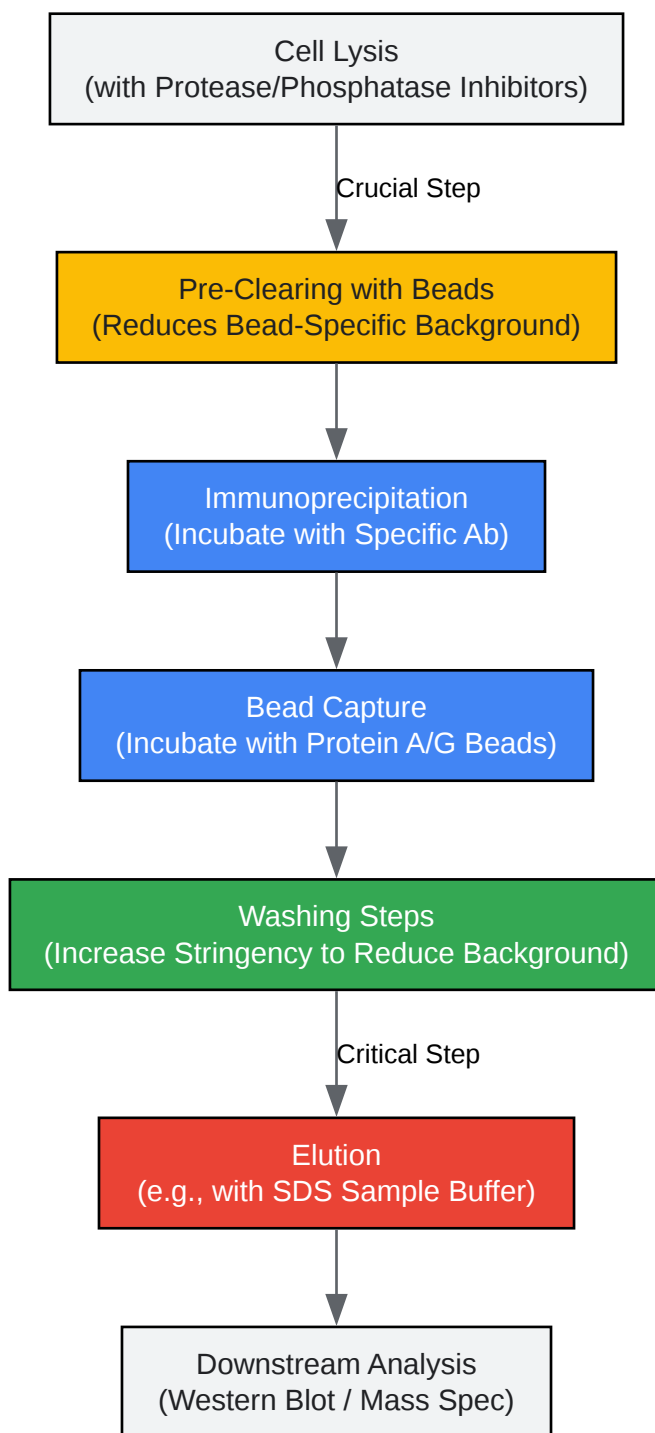 Cell Lysis
(with Protease/Phosphatase Inhibitors)
Crucial Step
Pre-Clearing with Beads
(Reduces Bead-Specific Background)
Immunoprecipitation
(Incubate with Specific Ab)
Bead Capture
(Incubate with Protein A/G Beads)
Washing Steps
(Increase Stringency to Reduce Background)
Critical Step
Elution
(e.g., with SDS Sample Buffer)
Downstream Analysis
(Western Blot / Mass Spec)